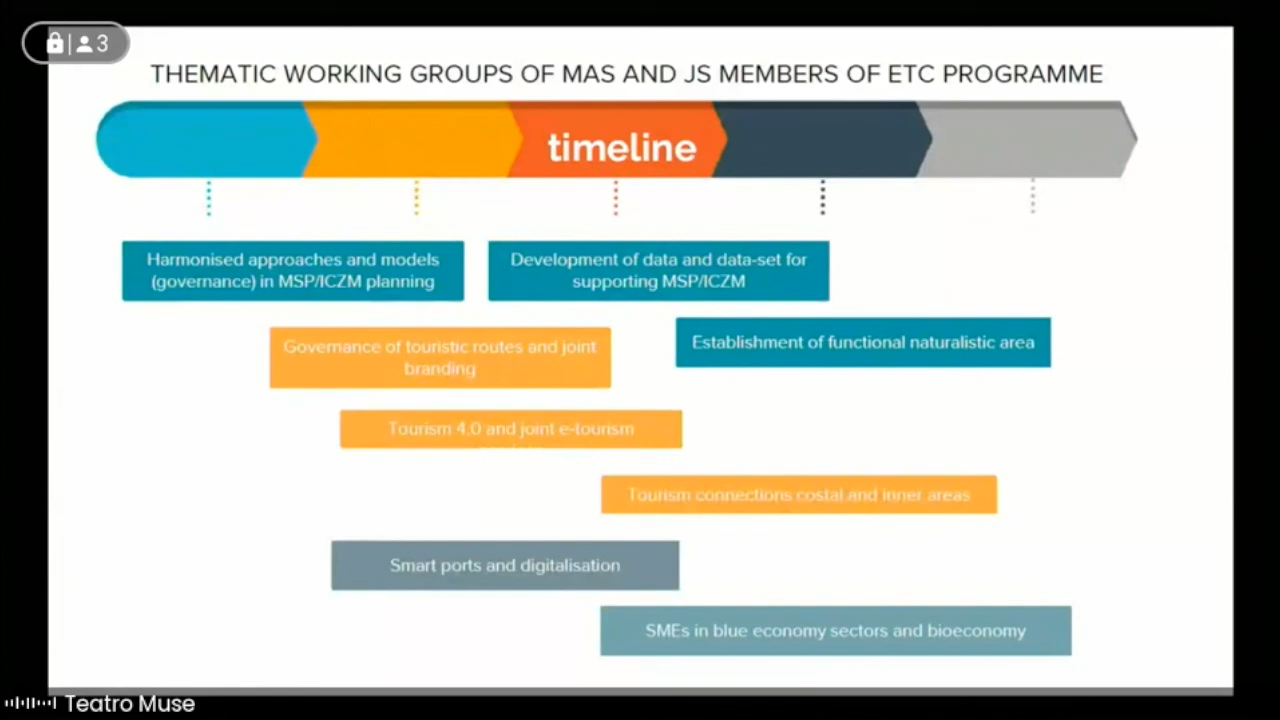 3
THEMATIC WORKING GROUPS OF MAS AND JS MEMBERS OF ETC PROGRAMME
timeline
Harmonised approaches and models
(governance) in MSP/ICZM planning
Development of data and data-set for
supporting MSP/ICZM
Governance of touristic routes and joint
branding
Establishment of functional naturalistic area
Tourism 4.0 and joint e-tourism
Tourism connections costal and inner areas
Smart ports and digitalisation
SMEs in blue economy sectors and bioeconomy
Teatro Muse